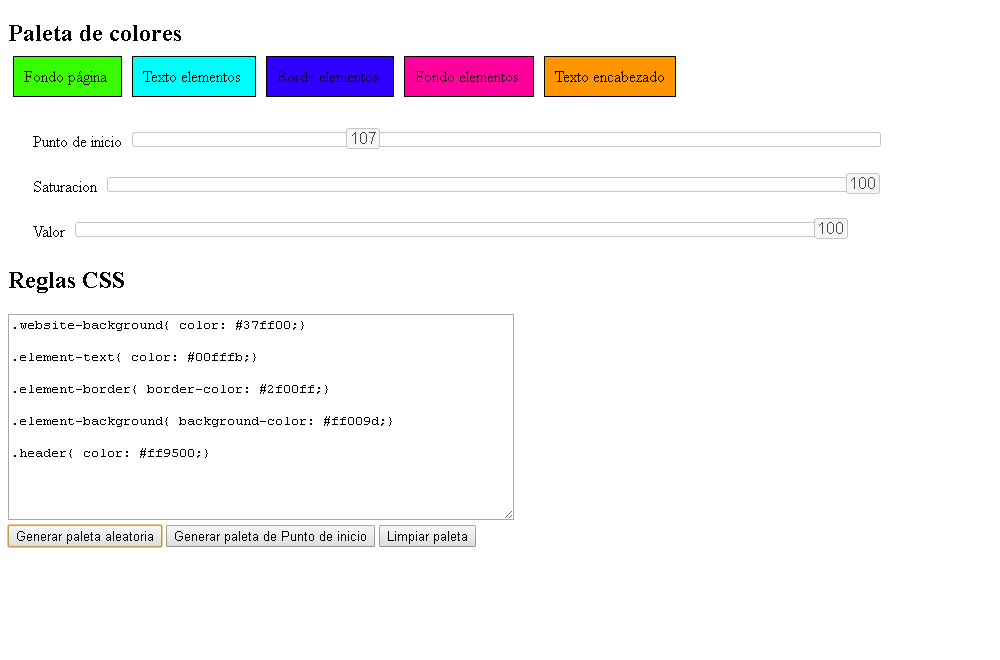 Paleta de colores
Fondo página Texto elementos Borde elementos Fondo elementos Texto encabezado
Punto de inicio 107
Saturacion 100
Valor 100
Reglas CSS
.website-background{ color: #37ff00;}
.element-text{ color: #00fffb;}
.element-border{ border-color: #2f00ff;}
.element-background{ background-color: #ff009d;}
.header{ color: #ff9500;}
Generar paleta aleatoria Generar paleta de Punto de inicio Limpiar paleta